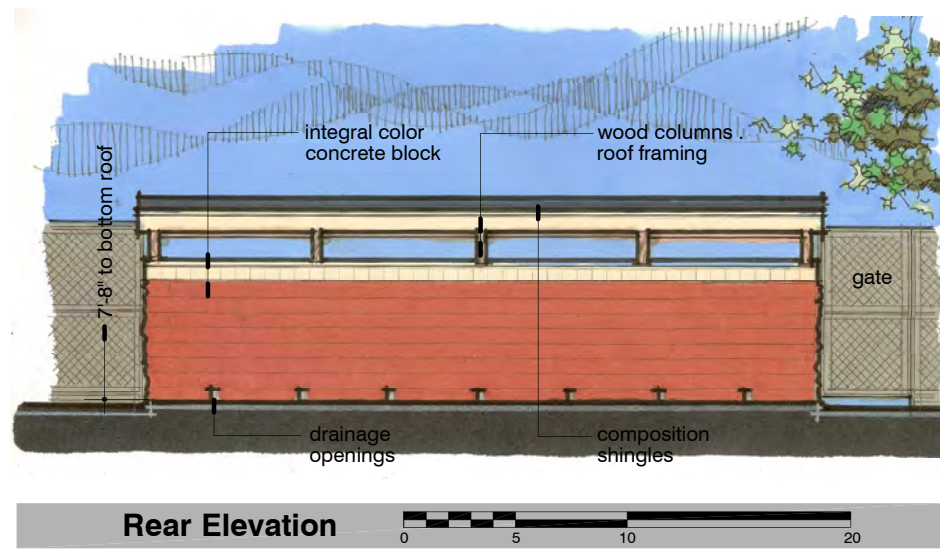 integral color
concrete block
wood columns .
roof framing
7'-8" to bottom roof
gate
drainage
openings
composition
shingles
Rear Elevation
0 5 10 20